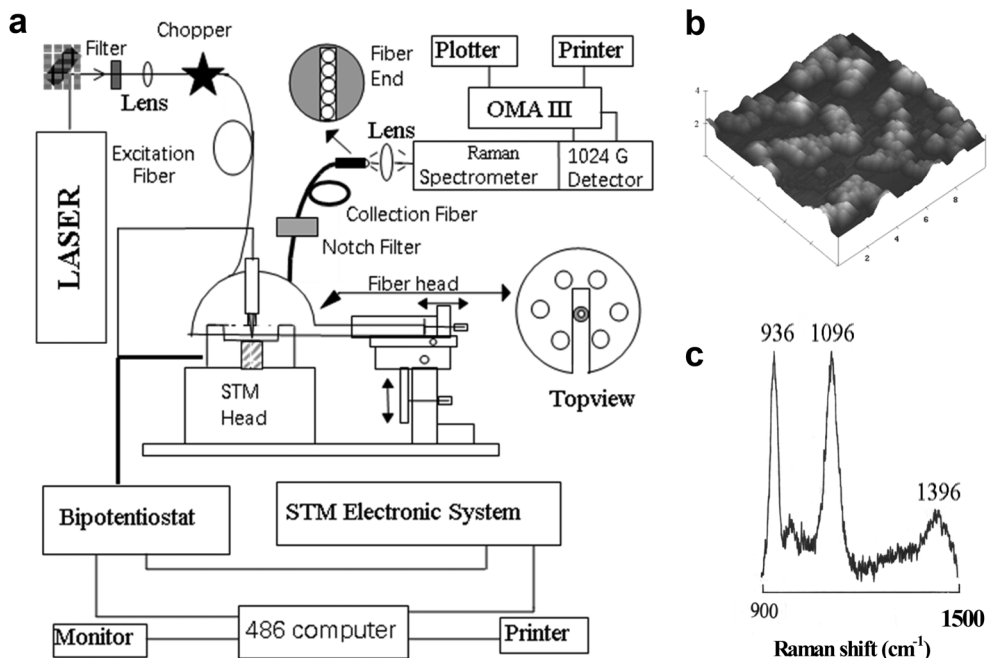 a
Filter
Chopper
Lens
LASER
Excitation
Fiber
Fiber
End
Lens
Plotter
Printer
OMA III
Raman
Spectrometer
1024 G
Detector
Collection Fiber
Notch Filter
Fiber head
Topview
STM
Head
Bipotentiostat
STM Electronic System
Monitor
486 computer
Printer
b
4
2
2
4
6
8
c
936
1096
1396
900
1500
Raman shift (cm⁻¹)